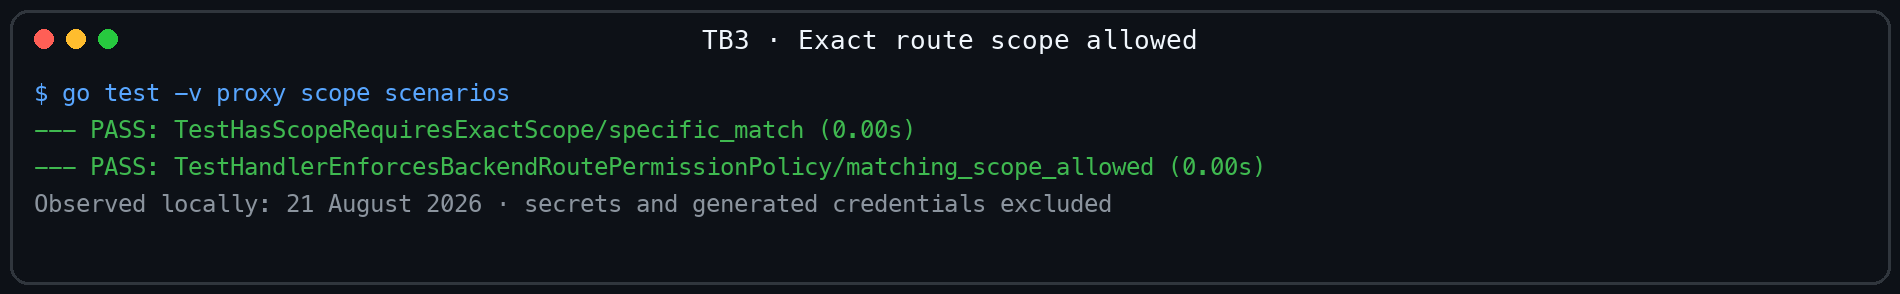 TB3 · Exact route scope allowed
$ go test −v proxy scope scenarios
−−− PASS: TestHasScopeRequiresExactScope/specific_match (0.00s)
−−− PASS: TestHandlerEnforcesBackendRoutePermissionPolicy/matching_scope_allowed (0.00s)
Observed locally: 21 August 2026 · secrets and generated credentials excluded